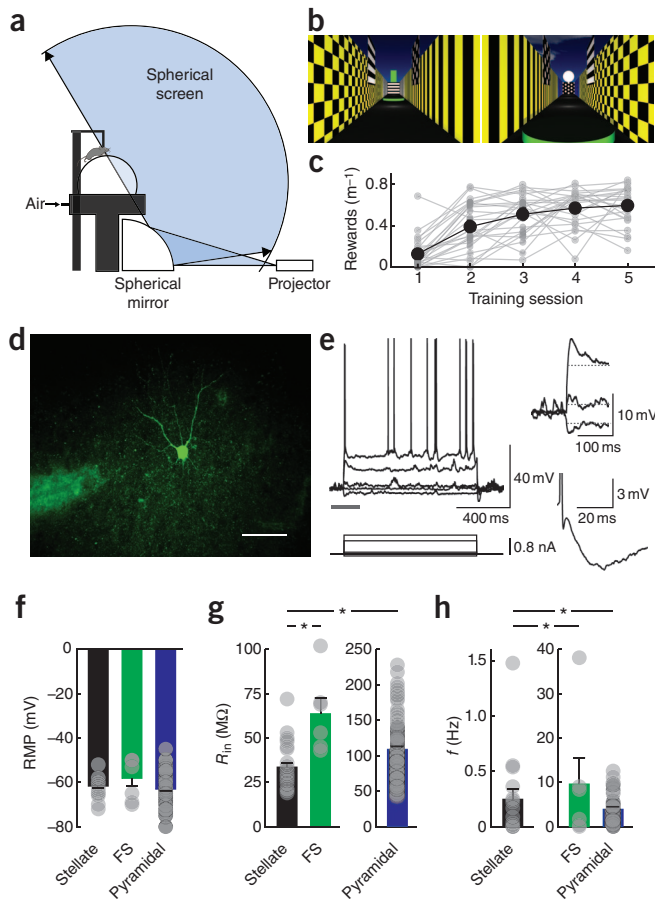 a
Spherical
screen
Air
Spherical
mirror
Projector
b
c
Rewards (m⁻¹)
0.8
0.4
0
1 2 3 4 5
Training session
d
e
40 mV
400 ms
0.8 nA
10 mV
100 ms
3 mV
20 ms
f
RMP (mV)
0
−20
−40
−60
−80
Stellate
FS
Pyramidal
g
* *
R in (MΩ)
100
75
50
25
0
250
200
150
100
50
0
Stellate
FS
Pyramidal
h
* *
f (Hz)
1.5
1.0
0.5
0
40
30
20
10
0
Stellate
FS
Pyramidal